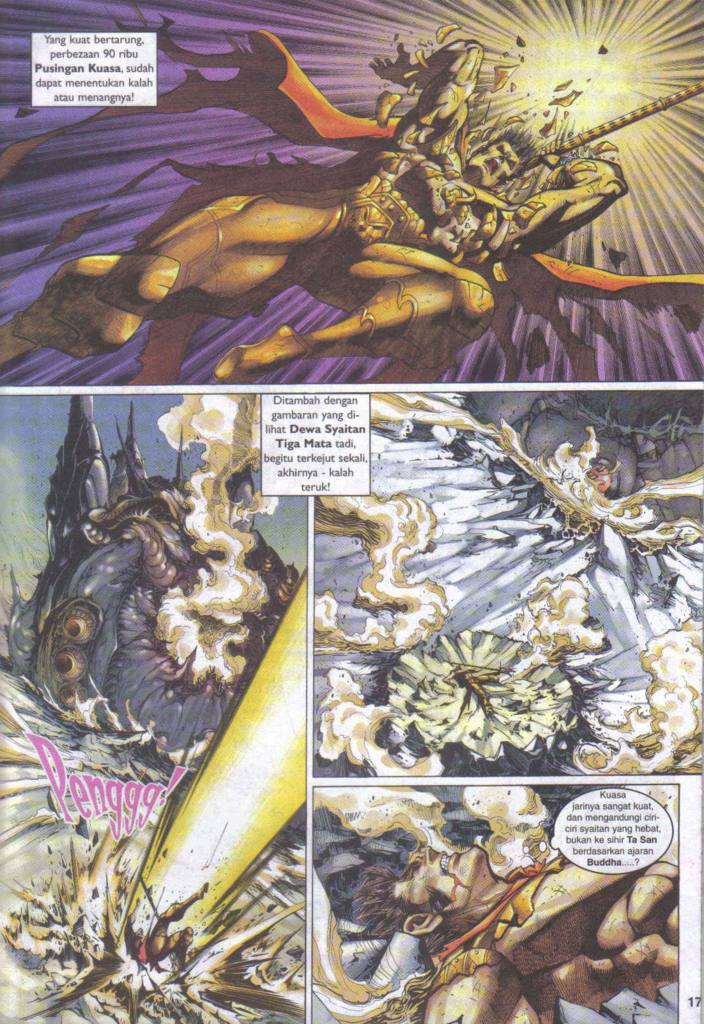 Yang kuat bertarung,
perbezaan 90 ribu
Pusingan Kuasa, sudah
dapat menentukan kalah
atau menangnya!
Ditambah dengan
gambaran yang di-
lihat Dewa Syaitan
Tiga Mata tadi,
begitu terkejut sekali,
akhirnya - kalah
teruk!
Penggg!
Kuasa
jarinya sangat kuat,
dan mengandungi ciri-
ciri syaitan yang hebat,
bukan ke sihir Ta San
berdasarkan ajaran
Buddha.....?
17